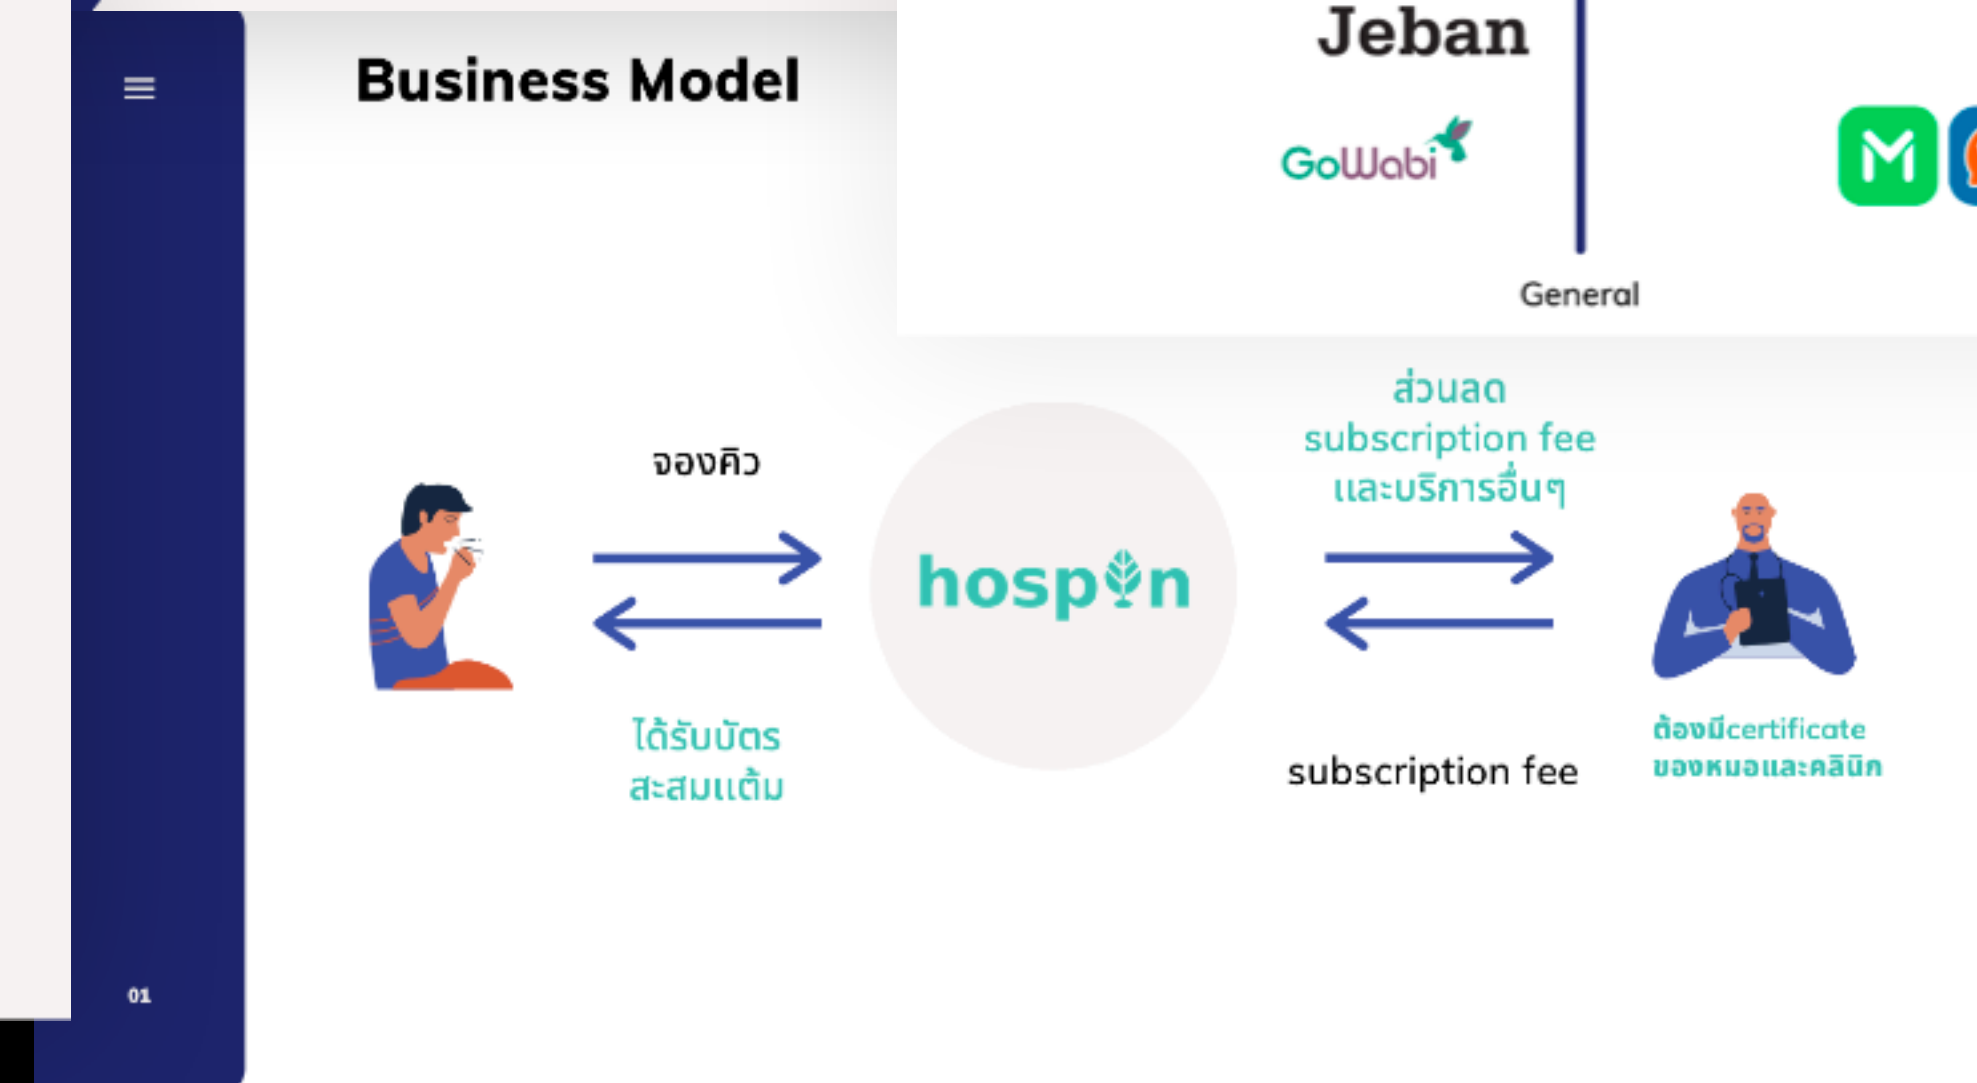 Business Model
Jeban
GoWabi
General
จองคิว
ส่วนลด
subscription fee
และบริการอื่นๆ
hospin
ได้รับบัตร
สะสมแต้ม
subscription fee
ต้องมีcertificate
ของหมอและคลินิก
01